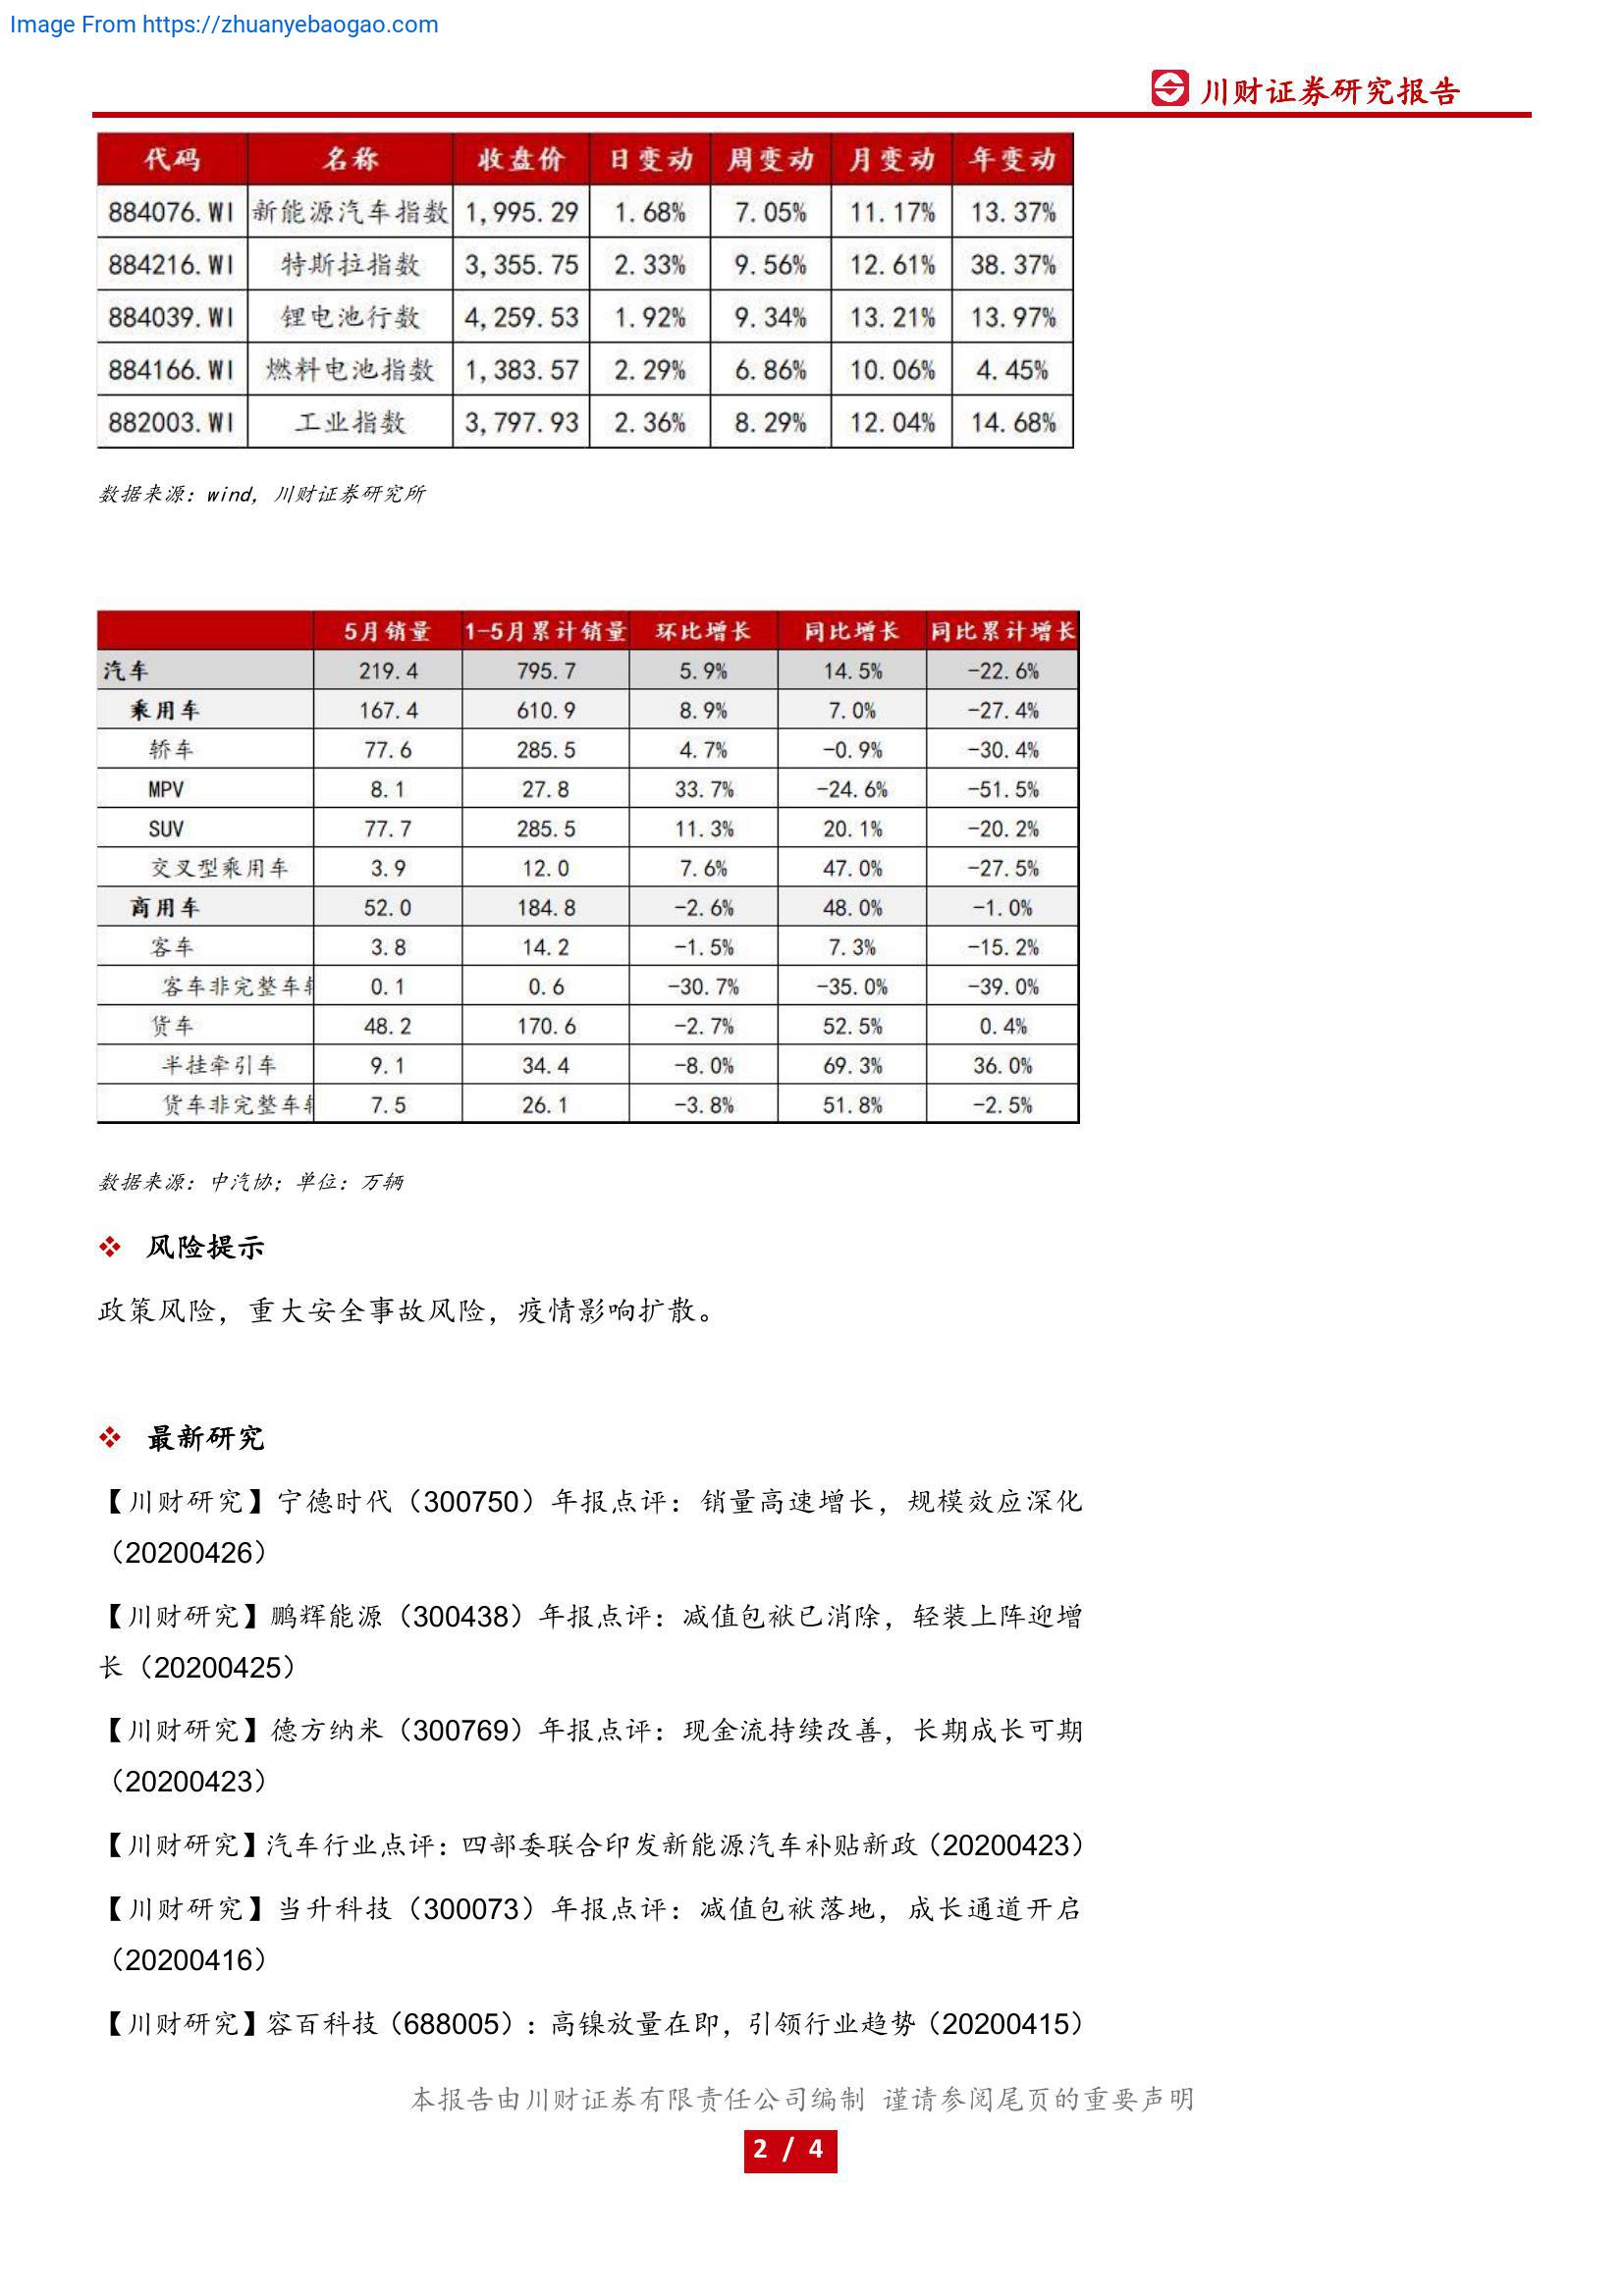 Image From https://zhuanyebaogao.com
川财证券研究报告
代码 名称 收盘价 日变动 周变动 月变动 年变动
884076.WI 新能源汽车指数 1,995.29 1.68% 7.05% 11.17% 13.37%
884216.WI 特斯拉指数 3,355.75 2.33% 9.56% 12.61% 38.37%
884039.WI 锂电池行数 4,259.53 1.92% 9.34% 13.21% 13.97%
884166.WI 燃料电池指数 1,383.57 2.29% 6.86% 10.06% 4.45%
882003.WI 工业指数 3,797.93 2.36% 8.29% 12.04% 14.68%
数据来源：wind，川财证券研究所
5月销量 1-5月累计销量 环比增长 同比增长 同比累计增长
汽车 219.4 795.7 5.9% 14.5% -22.6%
乘用车 167.4 610.9 8.9% 7.0% -27.4%
轿车 77.6 285.5 4.7% -0.9% -30.4%
MPV 8.1 27.8 33.7% -24.6% -51.5%
SUV 77.7 285.5 11.3% 20.1% -20.2%
交叉型乘用车 3.9 12.0 7.6% 47.0% -27.5%
商用车 52.0 184.8 -2.6% 48.0% -1.0%
客车 3.8 14.2 -1.5% 7.3% -15.2%
客车非完整车 0.1 0.6 -30.7% -35.0% -39.0%
货车 48.2 170.6 -2.7% 52.5% 0.4%
半挂牵引车 9.1 34.4 -8.0% 69.3% 36.0%
货车非完整车 7.5 26.1 -3.8% 51.8% -2.5%
数据来源：中汽协；单位：万辆
❖ 风险提示
政策风险，重大安全事故风险，疫情影响扩散。
❖ 最新研究
【川财研究】宁德时代（300750）年报点评：销量高速增长，规模效应深化
（20200426）
【川财研究】鹏辉能源（300438）年报点评：减值包袱已消除，轻装上阵迎增
长（20200425）
【川财研究】德方纳米（300769）年报点评：现金流持续改善，长期成长可期
（20200423）
【川财研究】汽车行业点评：四部委联合印发新能源汽车补贴新政（20200423）
【川财研究】当升科技（300073）年报点评：减值包袱落地，成长通道开启
（20200416）
【川财研究】容百科技（688005）：高镍放量在即，引领行业趋势（20200415）
本报告由川财证券有限责任公司编制 谨请参阅尾页的重要声明
2 / 4